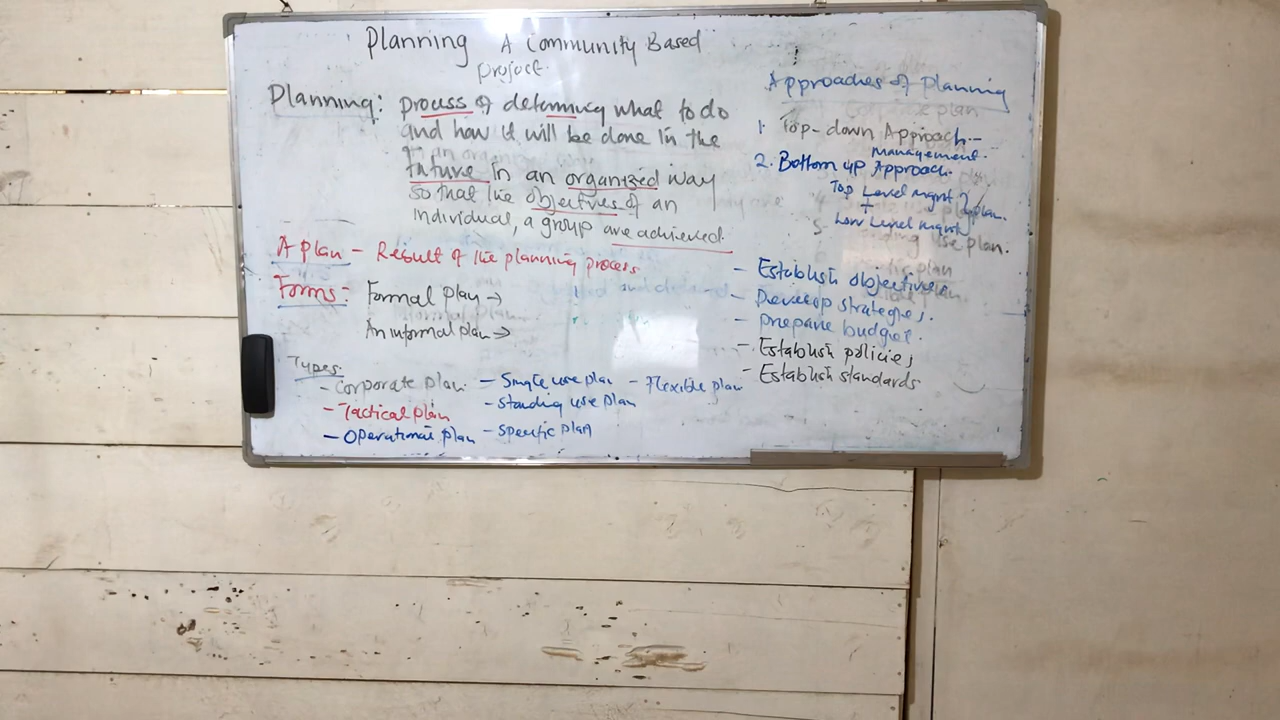 Planning A Community Based
project.
Planning: process of determing what to do
and how it will be done in the
future in an organized way
so that the objectives of an
individual, a group are achieved.
A plan - Result of the planning process
Forms:- Formal plan →
An informal plan →
Types:
- Corporate plan. - Single use plan - Flexible plan
- Tactical plan - Standing use plan
- Operational plan - Specific plan
Approaches of Planning
1. Top-down Approach-
management.
2. Bottom up Approach.
Top Level mgmt } plan.
+
Low Level mgmt
- Establish objectives
- Develop strategies.
- Prepare budget.
- Establish policies
- Establish standards